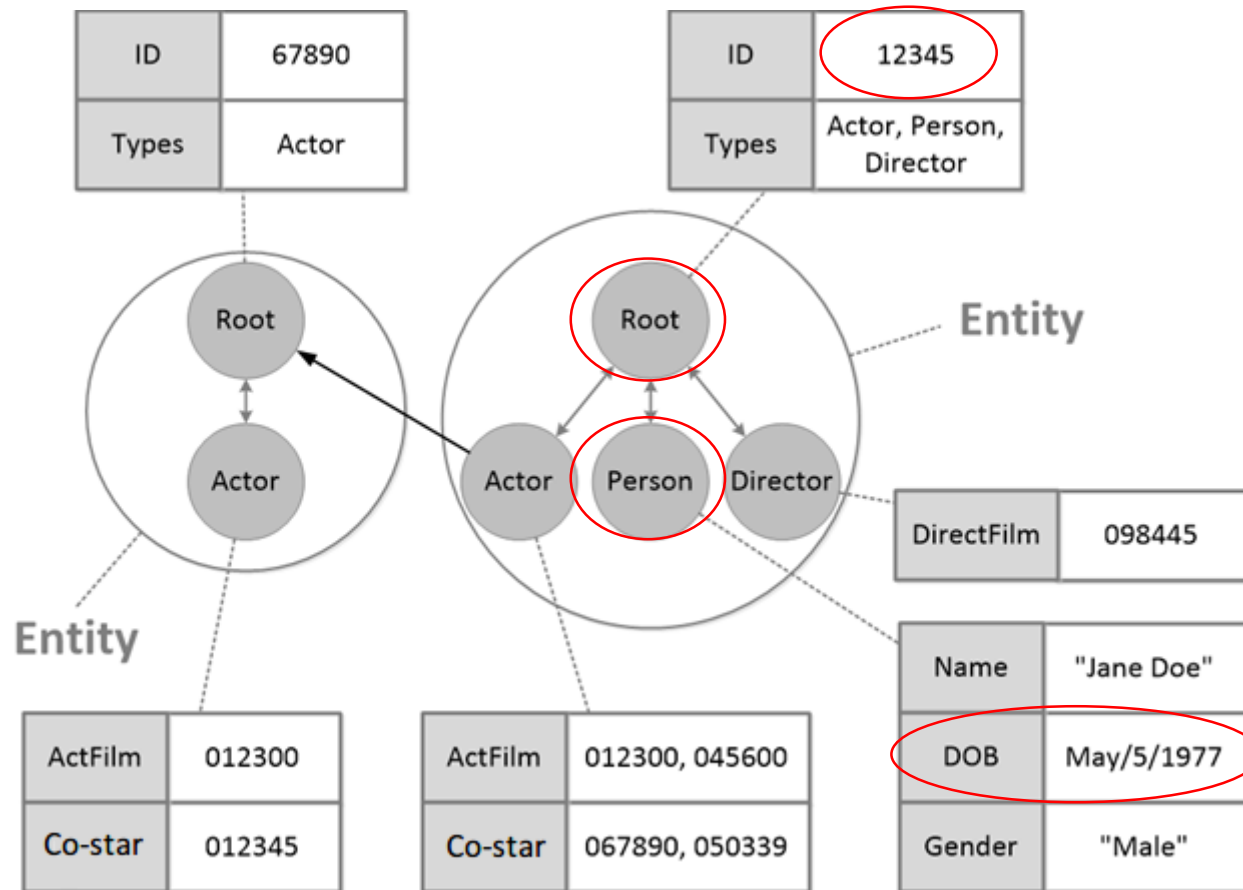 ID 67890
Types Actor
ID 12345
Types Actor, Person,
Director
Root
Root
Entity
Actor
Actor
Person
Director
DirectFilm 098445
Entity
Name "Jane Doe"
DOB May/5/1977
Gender "Male"
ActFilm 012300
Co-star 012345
ActFilm 012300, 045600
Co-star 067890, 050339